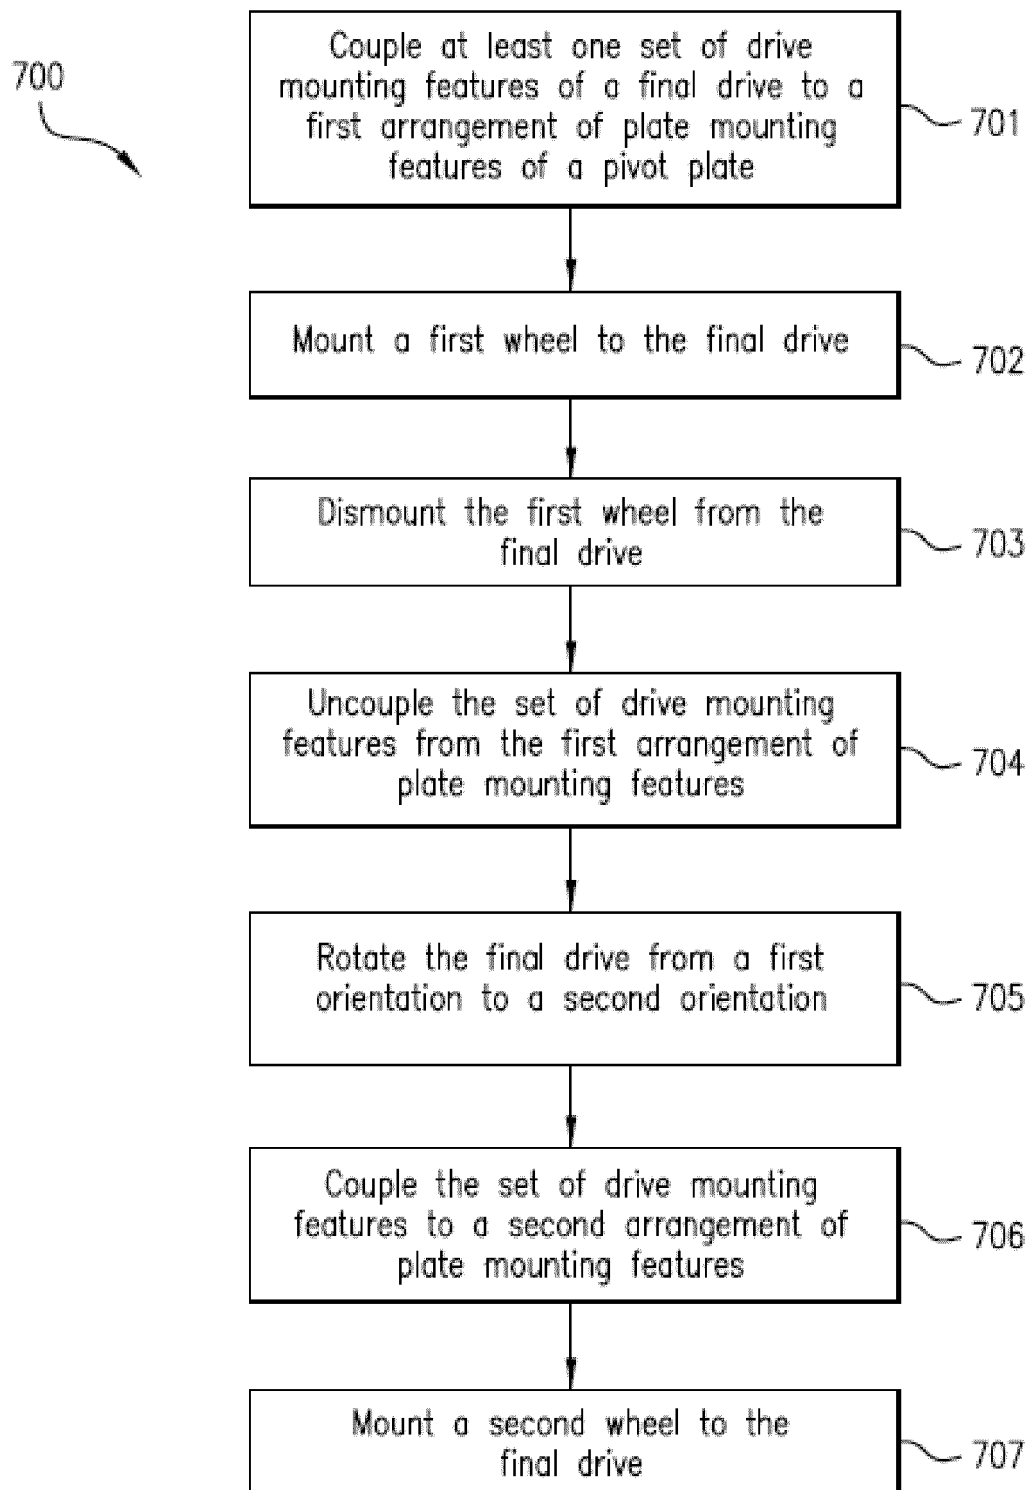 700
Couple at least one set of drive
mounting features of a final drive to a
first arrangement of plate mounting
features of a pivot plate
701
Mount a first wheel to the final drive
702
Dismount the first wheel from the
final drive
703
Uncouple the set of drive mounting
features from the first arrangement of
plate mounting features
704
Rotate the final drive from a first
orientation to a second orientation
705
Couple the set of drive mounting
features to a second arrangement of
plate mounting features
706
Mount a second wheel to the
final drive
707